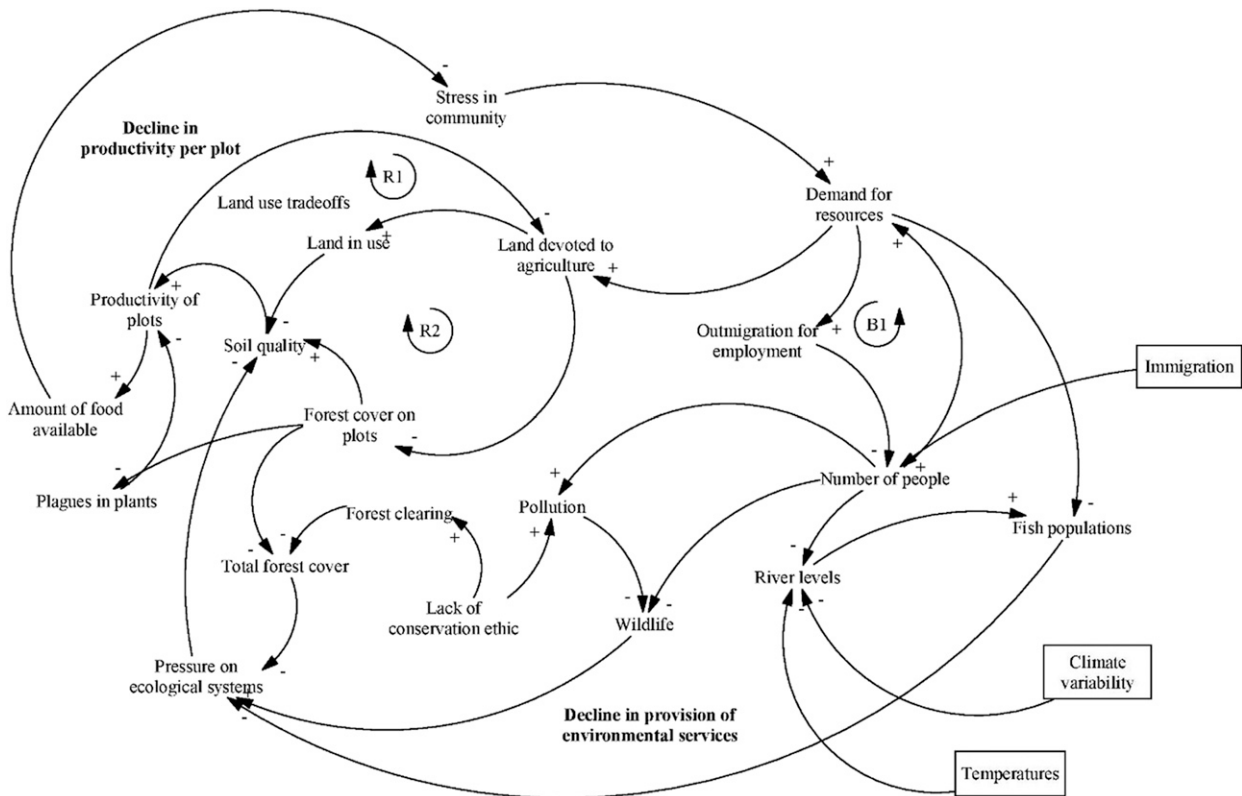 Stress in
community
Decline in
productivity per plot
R1
Demand for
resources
Land use tradeoffs
Land in use
Land devoted to
agriculture
Productivity of
plots
Soil quality
R2
Outmigration for
employment
B1
Immigration
Amount of food
available
Forest cover on
plots
Plagues in plants
Number of people
Forest clearing
Pollution
Fish populations
Total forest cover
River levels
Lack of
conservation ethic
Wildlife
Pressure on
ecological systems
Climate
variability
Decline in provision of
environmental services
Temperatures